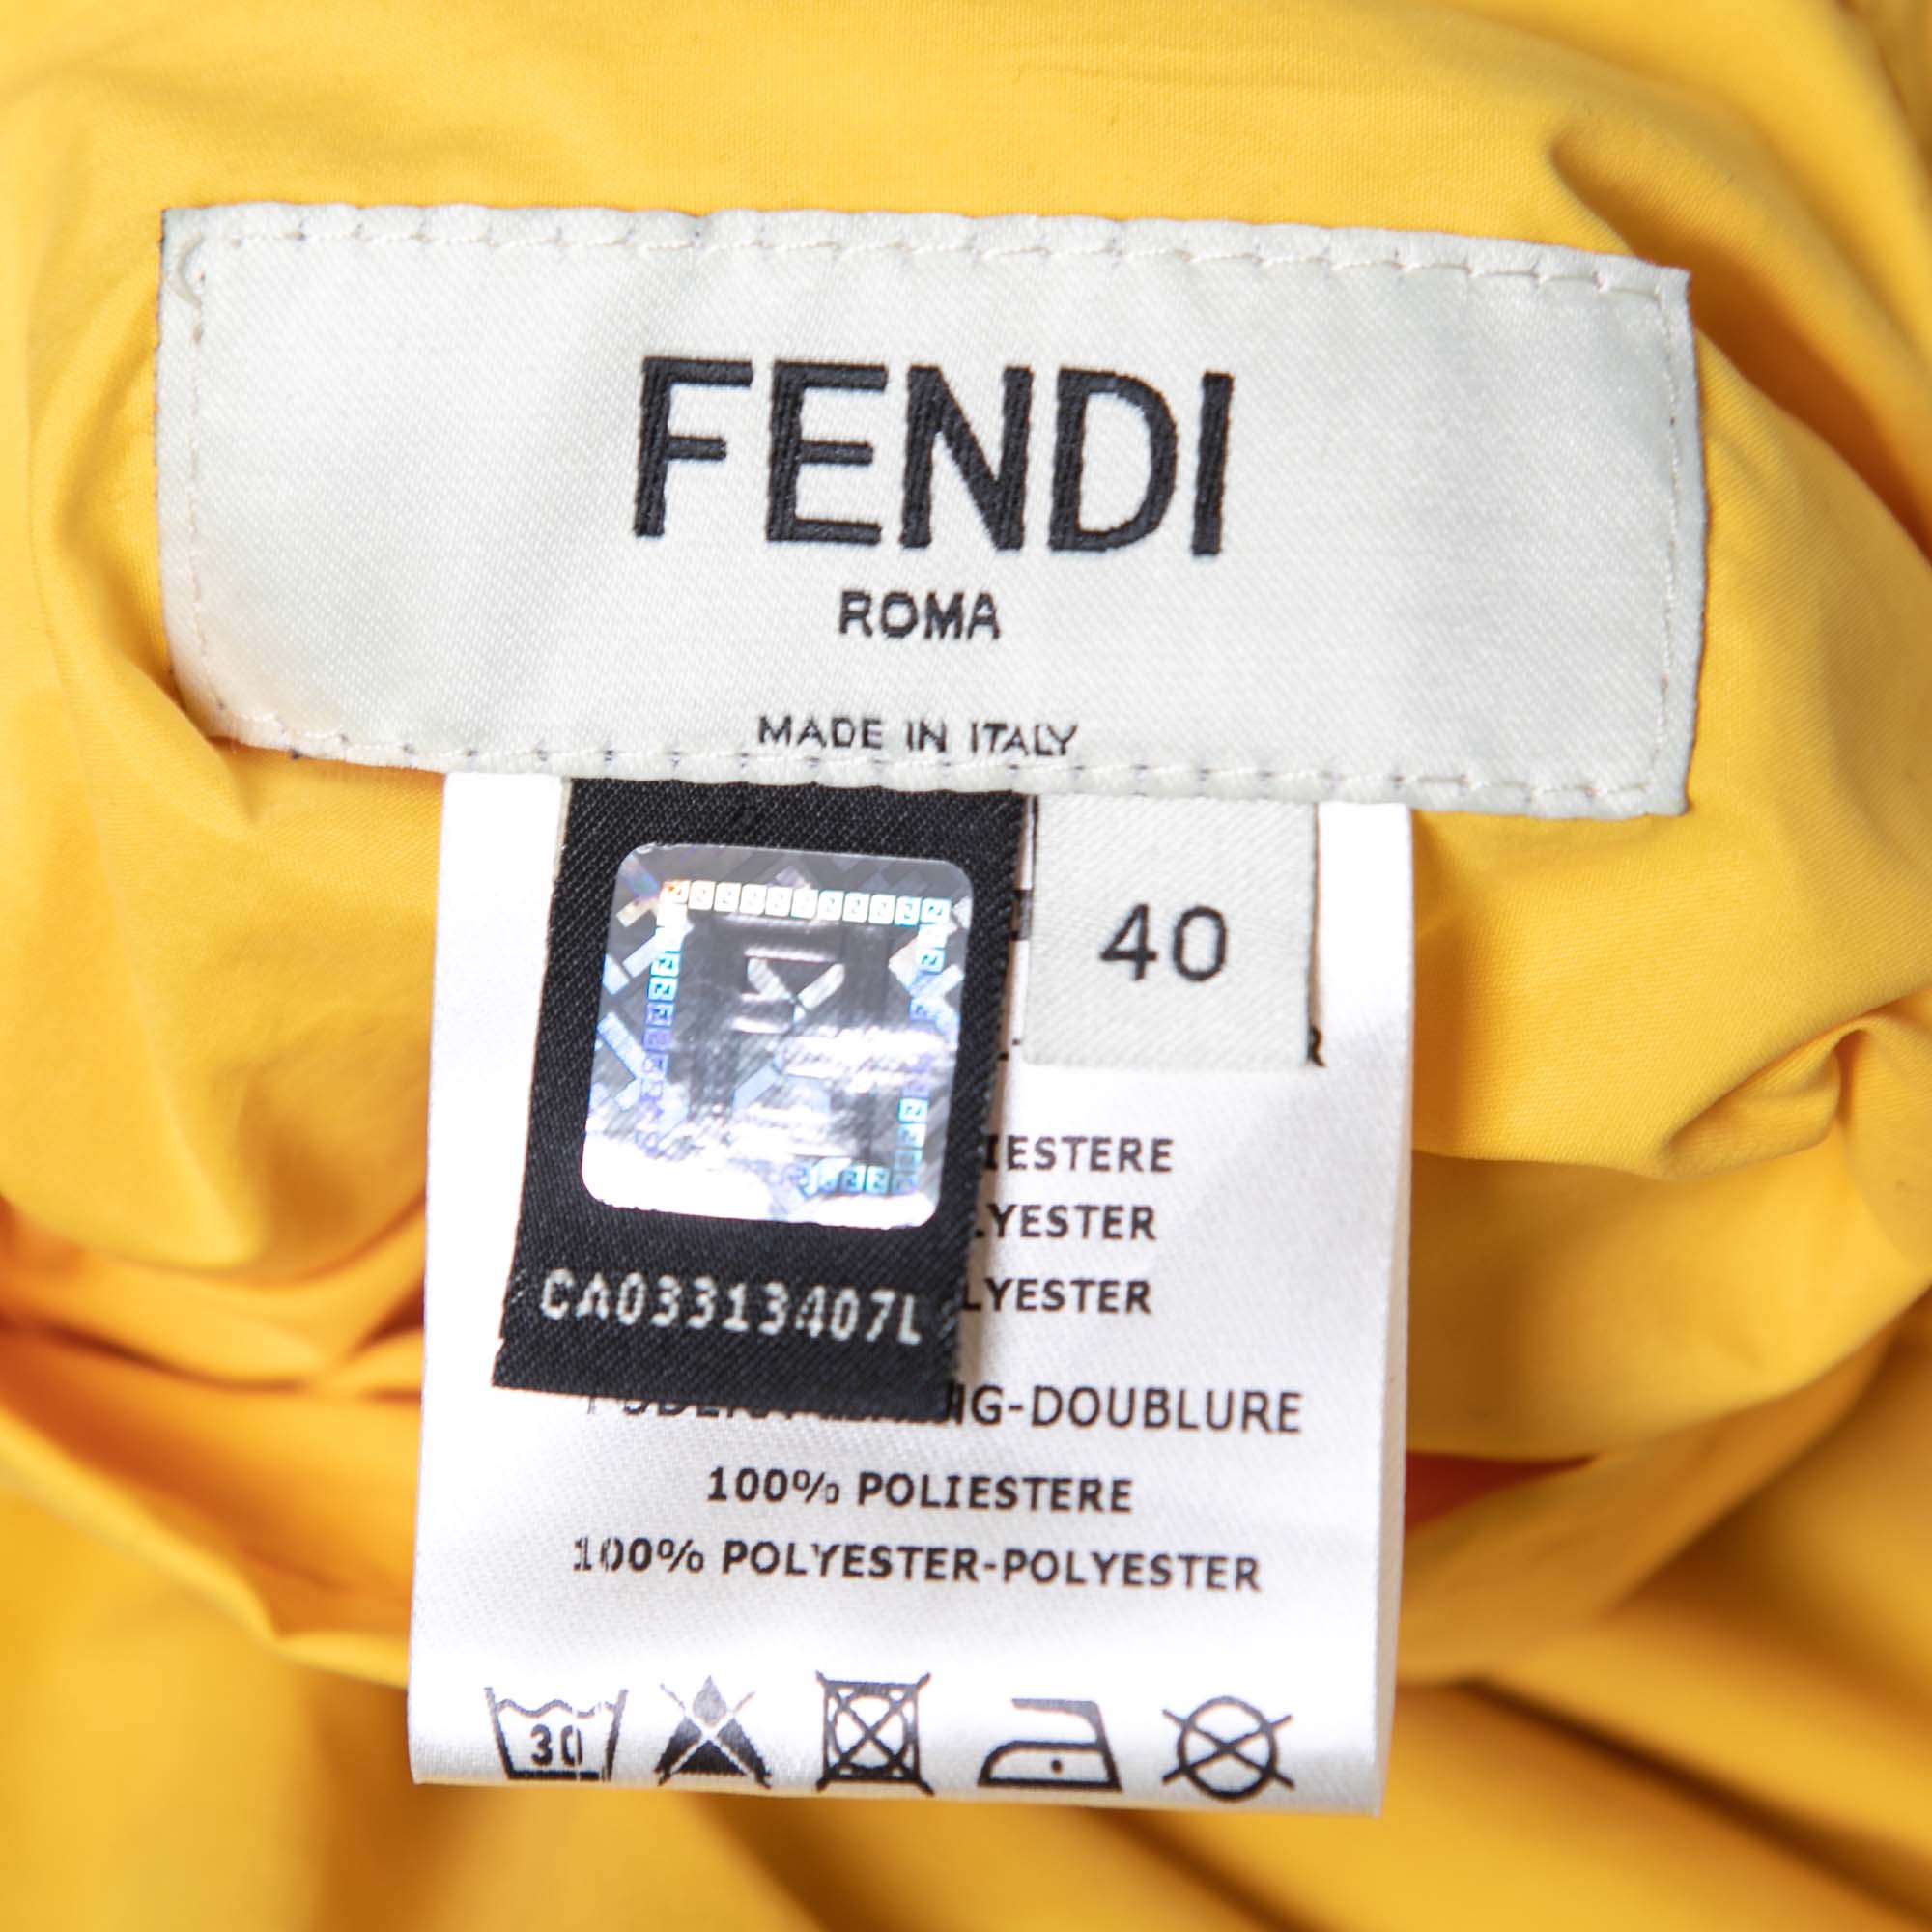 FENDI
ROMA
MADE IN ITALY
40
IESTERE
LYESTER
LYESTER
CA03313407L
G-DOUBLURE
100% POLIESTERE
100% POLYESTER-POLYESTER
30